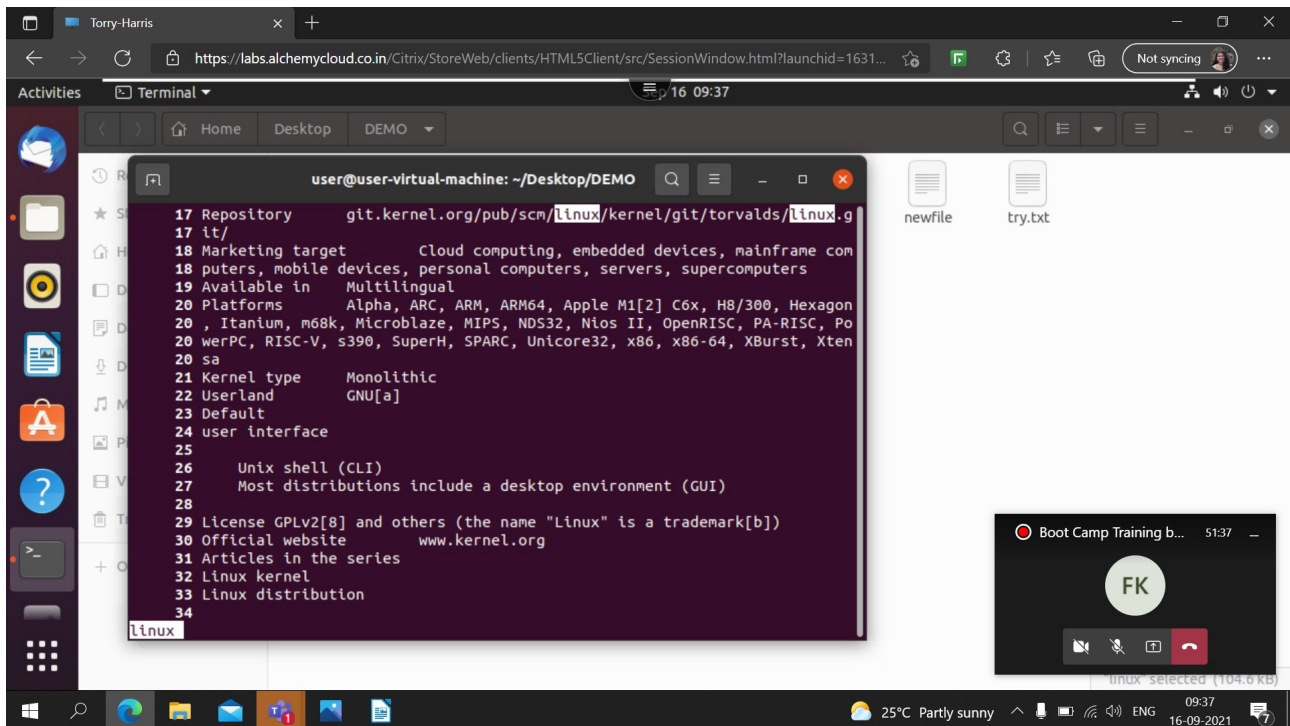 Torry-Harris
https://labs.alchemycloud.co.in/Citrix/StoreWeb/clients/HTML5Client/src/SessionWindow.html?launchid=1631...
Not syncing
Activities
Terminal
Sep 16 09:37
Home
Desktop
DEMO
user@user-virtual-machine: ~/Desktop/DEMO
17 Repository git.kernel.org/pub/scm/linux/kernel/git/torvalds/linux.g
17 it/
18 Marketing target Cloud computing, embedded devices, mainframe com
18 puters, mobile devices, personal computers, servers, supercomputers
19 Available in Multilingual
20 Platforms Alpha, ARC, ARM, ARM64, Apple M1[2] C6x, H8/300, Hexagon
20 , Itanium, m68k, Microblaze, MIPS, NDS32, Nios II, OpenRISC, PA-RISC, Po
20 werPC, RISC-V, s390, SuperH, SPARC, Unicore32, x86, x86-64, XBurst, Xten
20 sa
21 Kernel type Monolithic
22 Userland GNU[a]
23 Default
24 user interface
25
26 Unix shell (CLI)
27 Most distributions include a desktop environment (GUI)
28
29 License GPLv2[8] and others (the name "Linux" is a trademark[b])
30 Official website www.kernel.org
31 Articles in the series
32 Linux kernel
33 Linux distribution
34
linux
newfile
try.txt
Boot Camp Training b... 51:37
FK
"linux" selected (104.6 kB)
25°C Partly sunny
ENG
09:37
16-09-2021